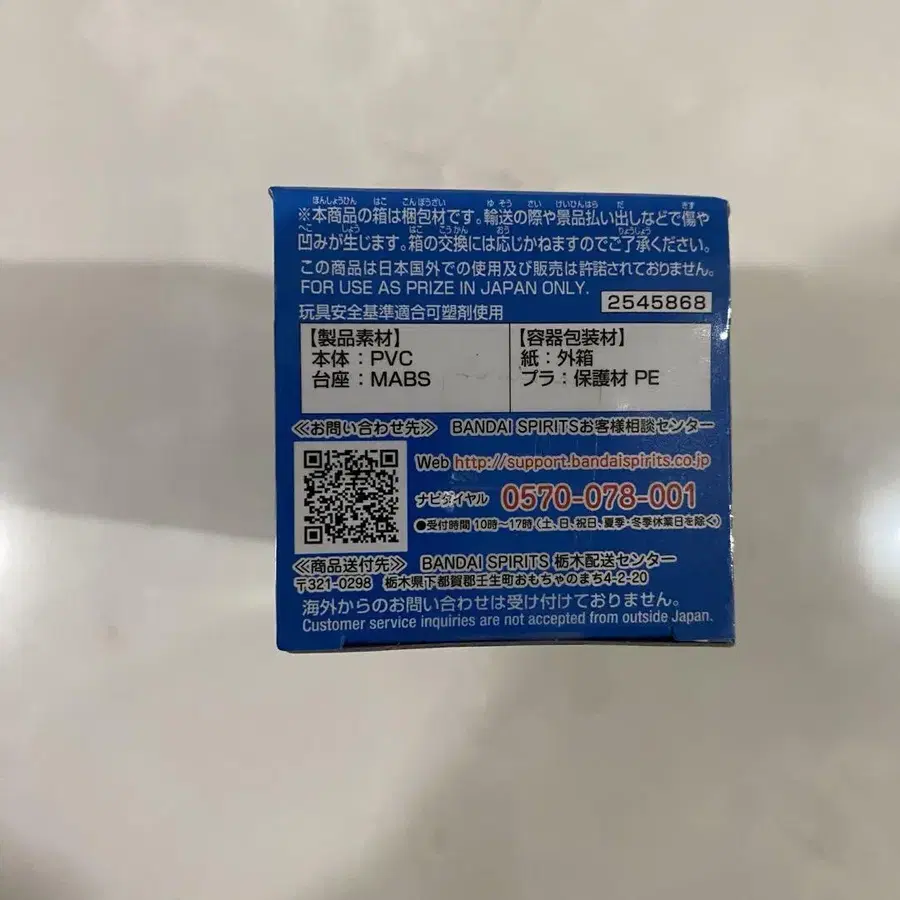 ※本商品の箱は梱包材です。輸送の際や景品払い出しなどで傷や
凹みが生じます。箱の交換には応じかねますのでご了承ください。
この商品は日本国外での使用及び販売は許諾されておりません。
FOR USE AS PRIZE IN JAPAN ONLY.
2545868
玩具安全基準適合可塑剤使用
【製品素材】
本体：PVC
台座：MABS
【容器包装材】
紙：外箱
プラ：保護材 PE
≪お問い合わせ先≫ BANDAI SPIRITSお客様相談センター
Web http://support.bandaispirits.co.jp
ナビダイヤル 0570-078-001
●受付時間 10時～17時（土、日、祝日、夏季・冬季休業日を除く）
≪商品送付先≫ BANDAI SPIRITS 栃木配送センター
〒321-0298 栃木県下都賀郡壬生町おもちゃのまち4-2-20
海外からのお問い合わせは受け付けておりません。
Customer service inquiries are not accepted from outside Japan.